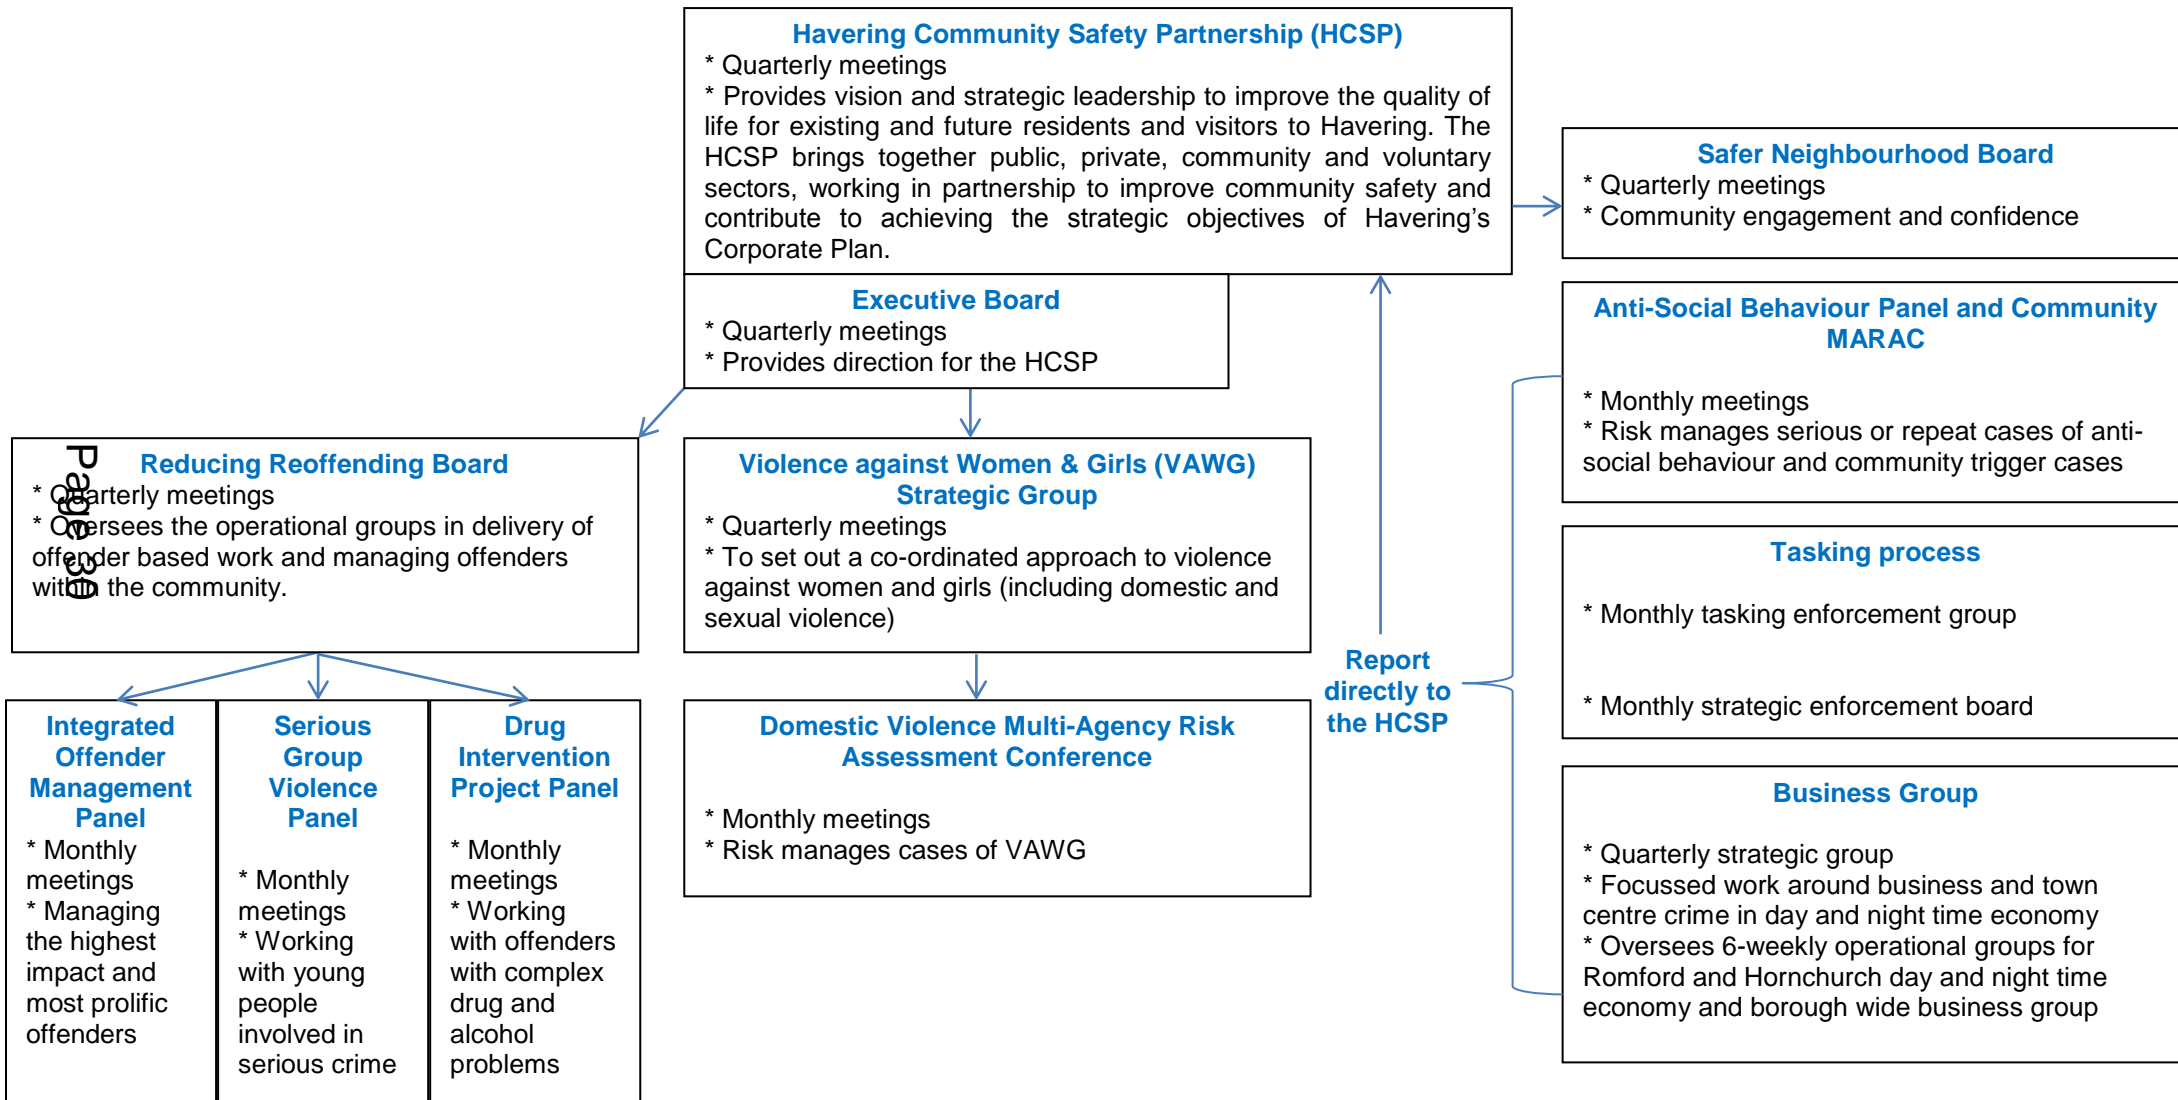 Havering Community Safety Partnership (HCSP)
* Quarterly meetings
* Provides vision and strategic leadership to improve the quality of
life for existing and future residents and visitors to Havering. The
HCSP brings together public, private, community and voluntary
sectors, working in partnership to improve community safety and
contribute to achieving the strategic objectives of Havering’s
Corporate Plan.
Safer Neighbourhood Board
* Quarterly meetings
* Community engagement and confidence
Executive Board
* Quarterly meetings
* Provides direction for the HCSP
Anti-Social Behaviour Panel and Community
MARAC
* Monthly meetings
* Risk manages serious or repeat cases of anti-
social behaviour and community trigger cases
Page 30
Reducing Reoffending Board
* Quarterly meetings
* Oversees the operational groups in delivery of
offender based work and managing offenders
within the community.
Violence against Women & Girls (VAWG)
Strategic Group
* Quarterly meetings
* To set out a co-ordinated approach to violence
against women and girls (including domestic and
sexual violence)
Tasking process
* Monthly tasking enforcement group
* Monthly strategic enforcement board
Report
directly to
the HCSP
Integrated
Offender
Management
Panel
* Monthly
meetings
* Managing
the highest
impact and
most prolific
offenders
Serious
Group
Violence
Panel
* Monthly
meetings
* Working
with young
people
involved in
serious crime
Drug
Intervention
Project Panel
* Monthly
meetings
* Working
with offenders
with complex
drug and
alcohol
problems
Domestic Violence Multi-Agency Risk
Assessment Conference
* Monthly meetings
* Risk manages cases of VAWG
Business Group
* Quarterly strategic group
* Focussed work around business and town
centre crime in day and night time economy
* Oversees 6-weekly operational groups for
Romford and Hornchurch day and night time
economy and borough wide business group